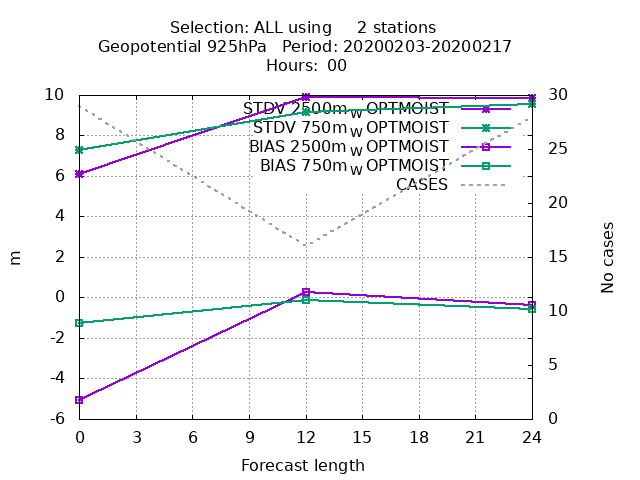 Selection: ALL using 2 stations
Geopotential 925hPa Period: 20200203-20200217
Hours: 00
10 30
STDV 2500m_W OPTMOIST
8 STDV 750m_W OPTMOIST
BIAS 2500m_W OPTMOIST 25
BIAS 750m_W OPTMOIST
6 CASES
4 20
2 15
m No cases
0 10
-2
5
-4
-6 0
0 3 6 9 12 15 18 21 24
Forecast length